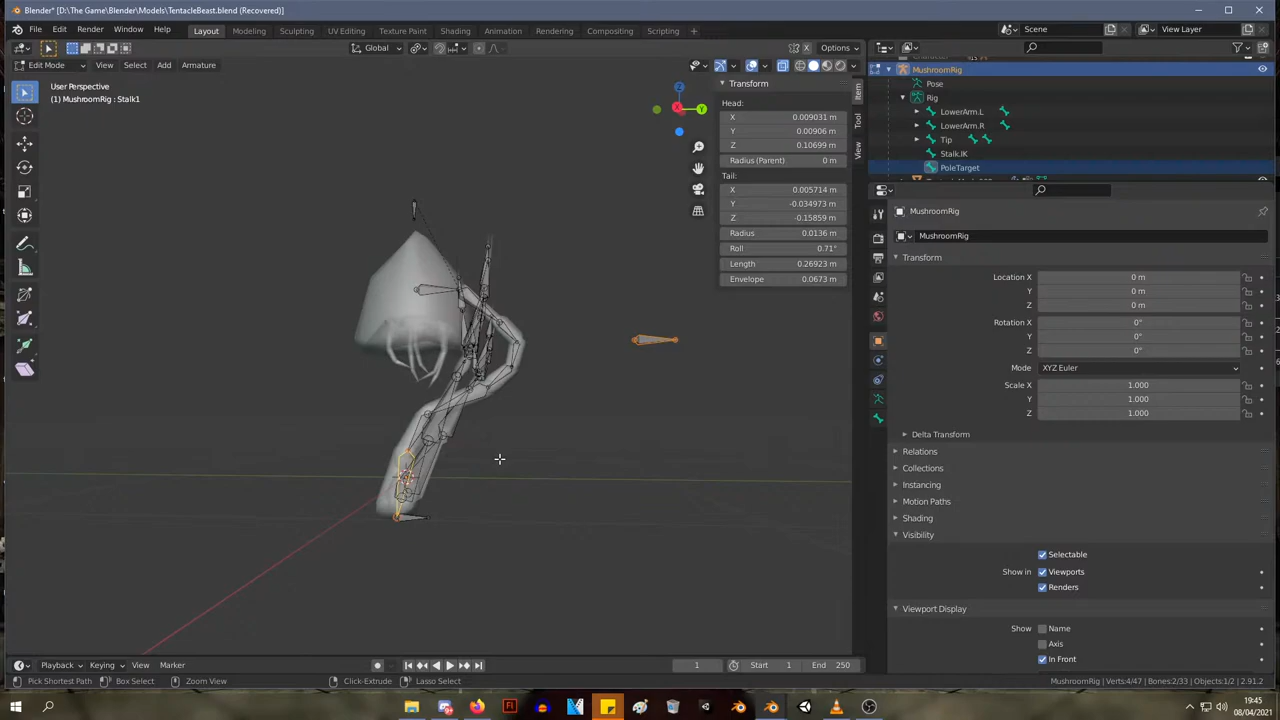 Blender* [D:\The Game\Blender\Models\TentacleBeast.blend (Recovered)]
File Edit Render Window Help Layout Modeling Sculpting UV Editing Texture Paint Shading Animation Rendering Compositing Scripting Scene View Layer
Global Options
Edit Mode View Select Add Armature
User Perspective
(1) MushroomRig : Stalk1
Transform
Head:
X 0.009031 m
Y 0.00906 m
Z 0.10699 m
Radius (Parent) 0 m
Tail:
X 0.005714 m
Y -0.034973 m
Z -0.15859 m
Radius 0.0136 m
Roll 0.71°
Length 0.26923 m
Envelope 0.0673 m
Item
Tool
View
X
Y
Z
MushroomRig
Pose
Rig
LowerArm.L
LowerArm.R
Tip
Stalk.IK
PoleTarget
MushroomRig
MushroomRig
Transform
Location X 0 m
Y 0 m
Z 0 m
Rotation X 0°
Y 0°
Z 0°
Mode XYZ Euler
Scale X 1.000
Y 1.000
Z 1.000
Delta Transform
Relations
Collections
Instancing
Motion Paths
Shading
Visibility
Selectable
Show in Viewports
Renders
Viewport Display
Show Name
Axis
In Front
Playback Keying View Marker 1 Start 1 End 250
Pick Shortest Path Box Select Zoom View Click-Extrude Lasso Select MushroomRig | Verts:4/47 | Bones:2/33 | Objects:1/2 | 2.91.2
19:45
08/04/2021